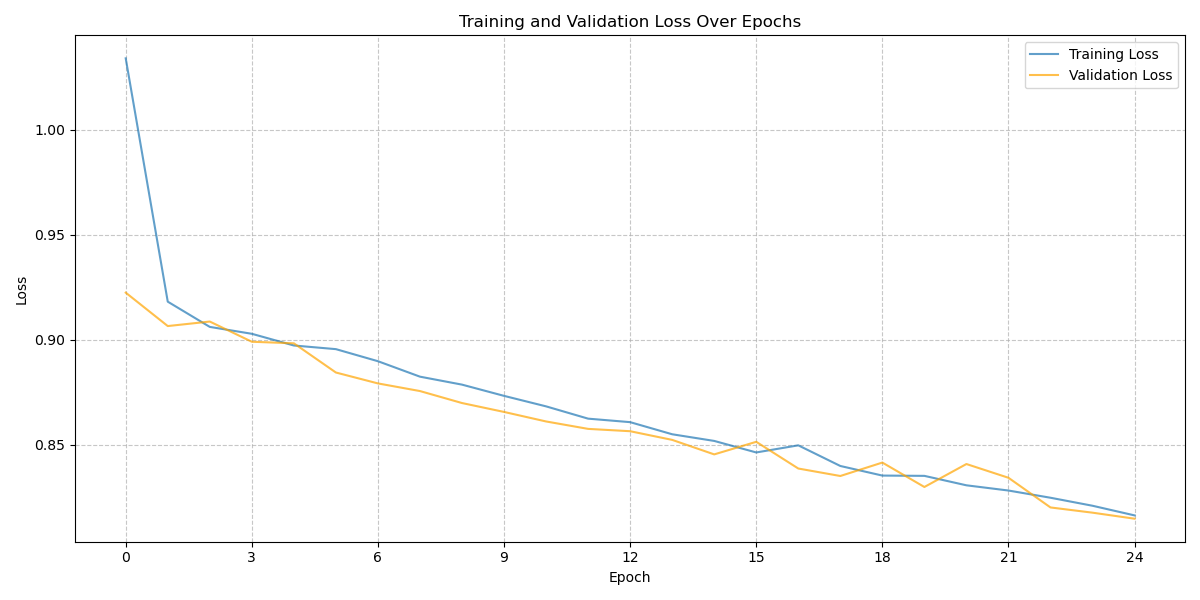 Training and Validation Loss Over Epochs
Training Loss
Validation Loss
1.00
0.95
0.90
0.85
Loss
0 3 6 9 12 15 18 21 24
Epoch